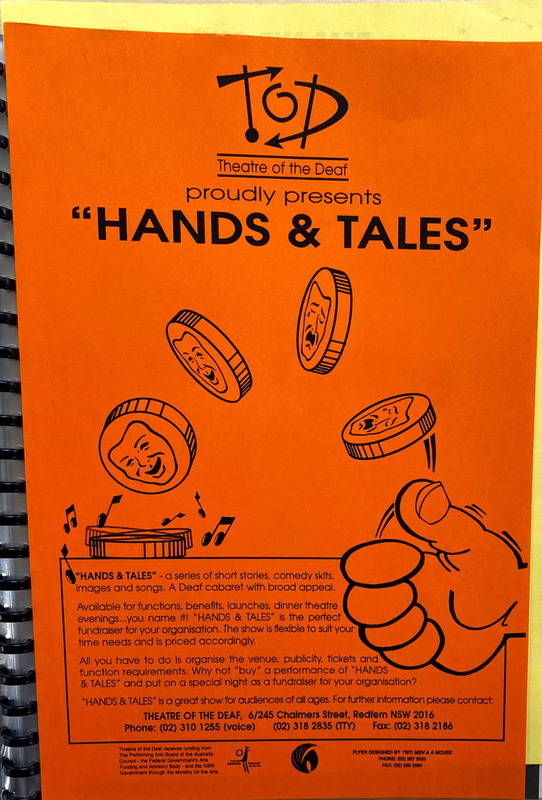 TOD
Theatre of the Deaf
proudly presents
“HANDS & TALES”
“HANDS & TALES” - a series of short stories, comedy skits,
images and songs. A Deaf cabaret with broad appeal.
Available for functions, benefits, launches, dinner theatre
evenings...you name it! “HANDS & TALES” is the perfect
fundraiser for your organisation. The show is flexible to suit your
time needs and is priced accordingly.
All you have to do is organise the venue, publicity, tickets and
function requirements. Why not “buy” a performance of “HANDS
& TALES” and put on a special night as a fundraiser for your organisation?
“HANDS & TALES” is a great show for audiences of all ages. For further information please contact:
THEATRE OF THE DEAF, 6/245 Chalmers Street, Redfern NSW 2016
Phone: (02) 310 1255 (voice) (02) 318 2835 (TTY) Fax: (02) 318 2186
Theatre of the Deaf receives funding from
The Performing Arts Board of the Australia
Council - the Federal Government's Arts
Funding and Advisory Body - and the NSW
Government through the Ministry for the Arts.
FLYER DESIGNED BY TWO MEN & A MOUSE